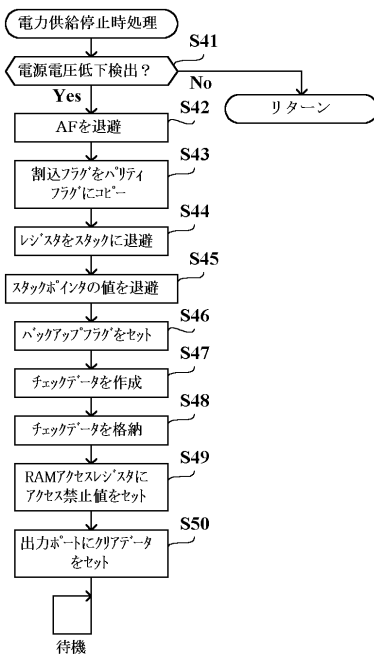 電力供給停止時処理
S41
電源電圧低下検出?
Yes
No
リターン
S42
AFを退避
S43
割込フラグをパリティ
フラグにコピー
S44
レジスタをスタックに退避
S45
スタックポインタの値を退避
S46
バックアップフラグをセット
S47
チェックデータを作成
S48
チェックデータを格納
S49
RAMアクセスレジスタに
アクセス禁止値をセット
S50
出力ポートにクリアデータ
をセット
待機